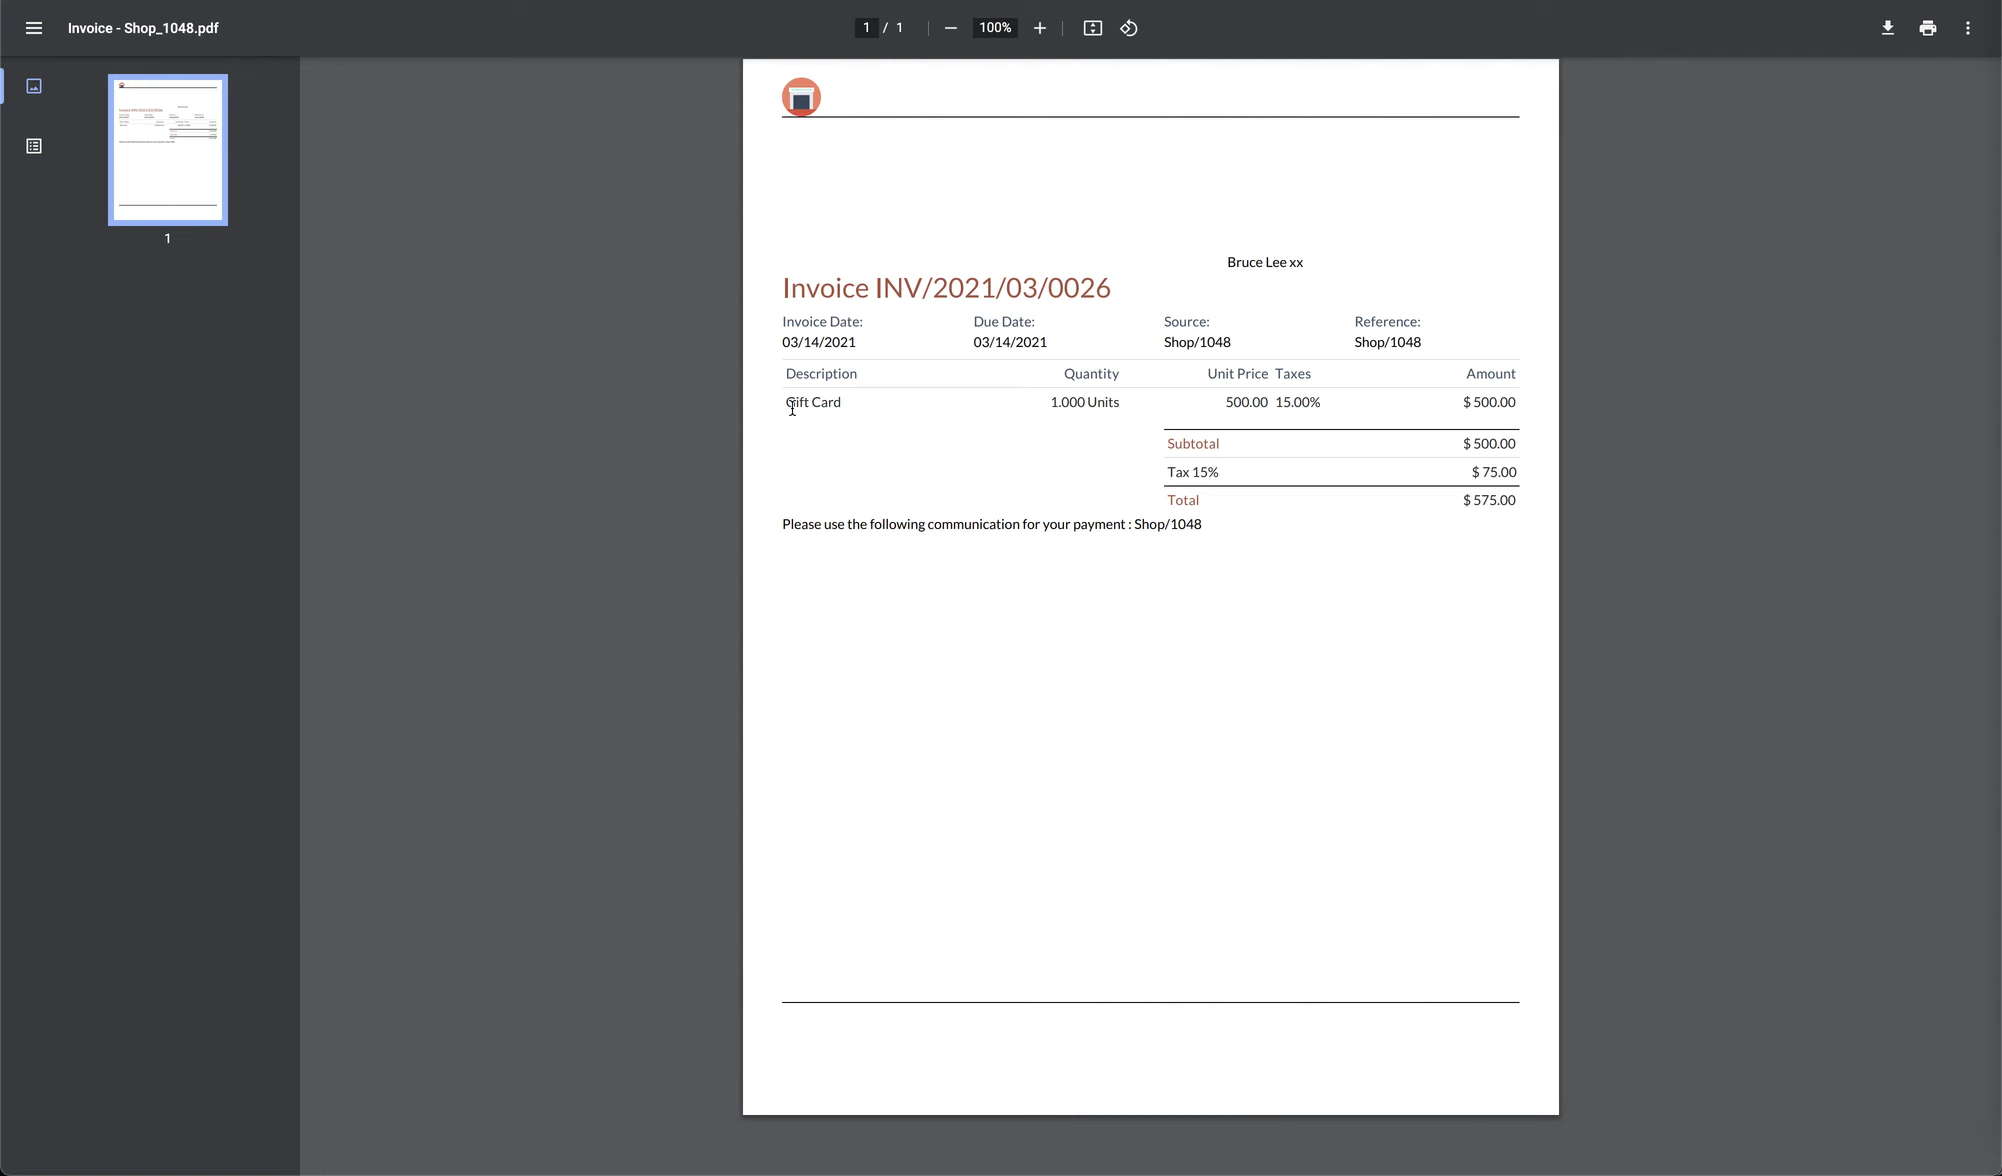 Invoice - Shop_1048.pdf
1 / 1
100%
1
Bruce Lee xx
Invoice INV/2021/03/0026
Invoice Date: Due Date: Source: Reference:
03/14/2021 03/14/2021 Shop/1048 Shop/1048
Description Quantity Unit Price Taxes Amount
Gift Card 1.000 Units 500.00 15.00% $ 500.00
Subtotal $ 500.00
Tax 15% $ 75.00
Total $ 575.00
Please use the following communication for your payment : Shop/1048